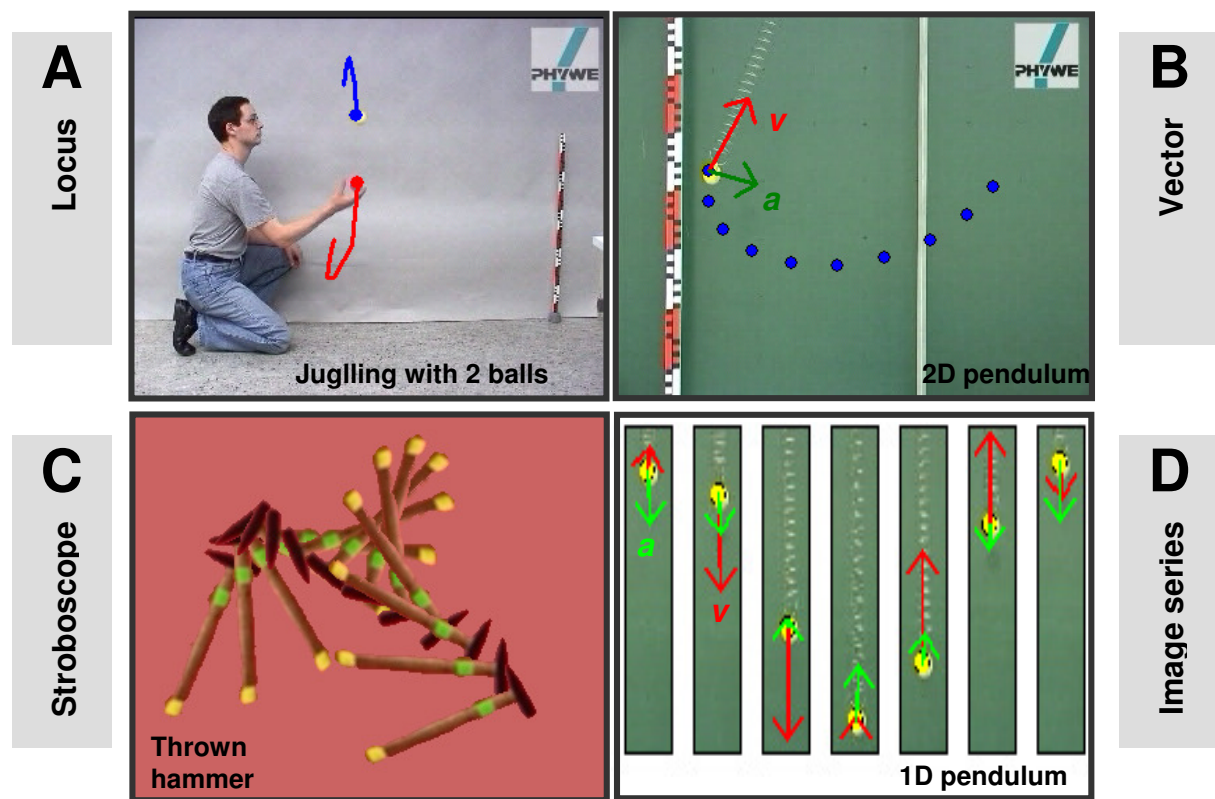 A
Locus
PHYWE
Juglling with 2 balls
PHYWE
v
a
2D pendulum
B
Vector
C
Stroboscope
Thrown
hammer
a
v
1D pendulum
D
Image series